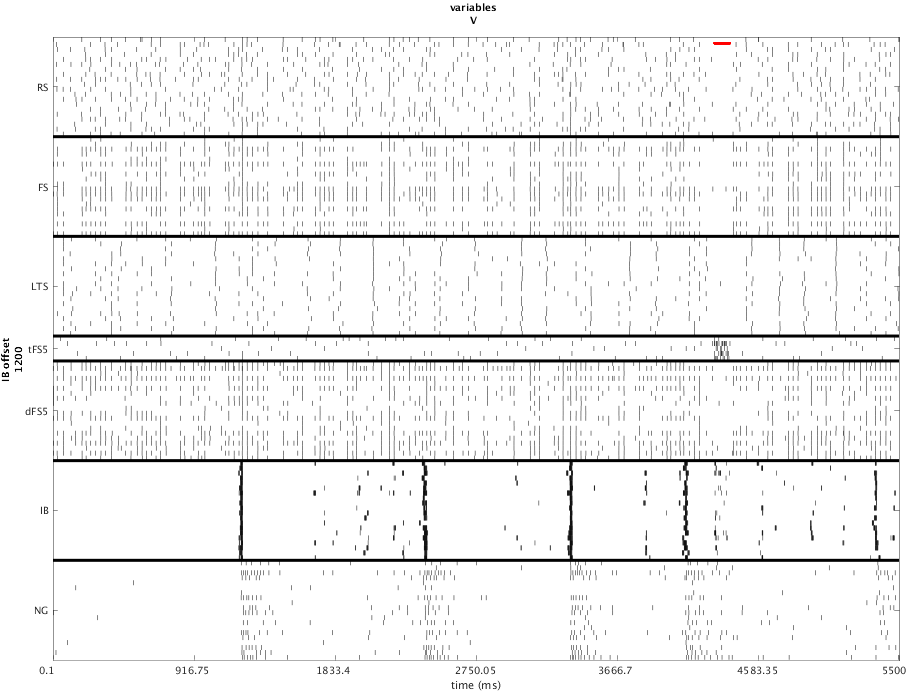 variables
V
RS
FS
LTS
tFS5
dFS5
IB
NG
IB offset
1200
0.1
916.75
1833.4
2750.05
3666.7
4583.35
5500
time (ms)